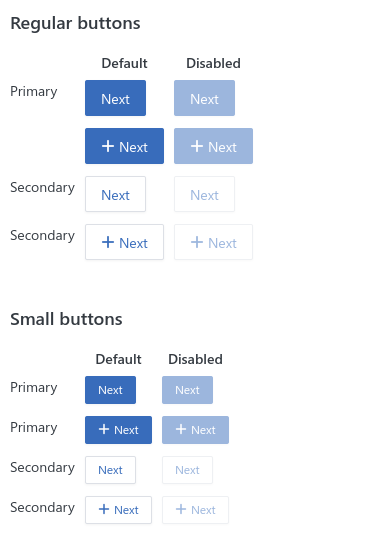 Regular buttons
Default Disabled
Primary Next Next
+ Next + Next
Secondary Next Next
Secondary + Next + Next
Small buttons
Default Disabled
Primary Next Next
Primary + Next + Next
Secondary Next Next
Secondary + Next + Next